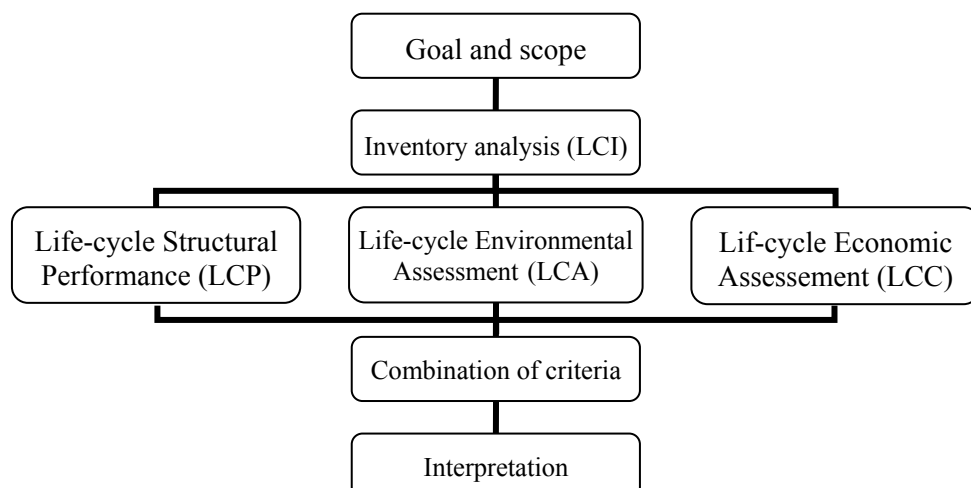 Goal and scope
Inventory analysis (LCI)
Life-cycle Structural
Performance (LCP)
Life-cycle Environmental
Assessment (LCA)
Lif-cycle Economic
Assessement (LCC)
Combination of criteria
Interpretation